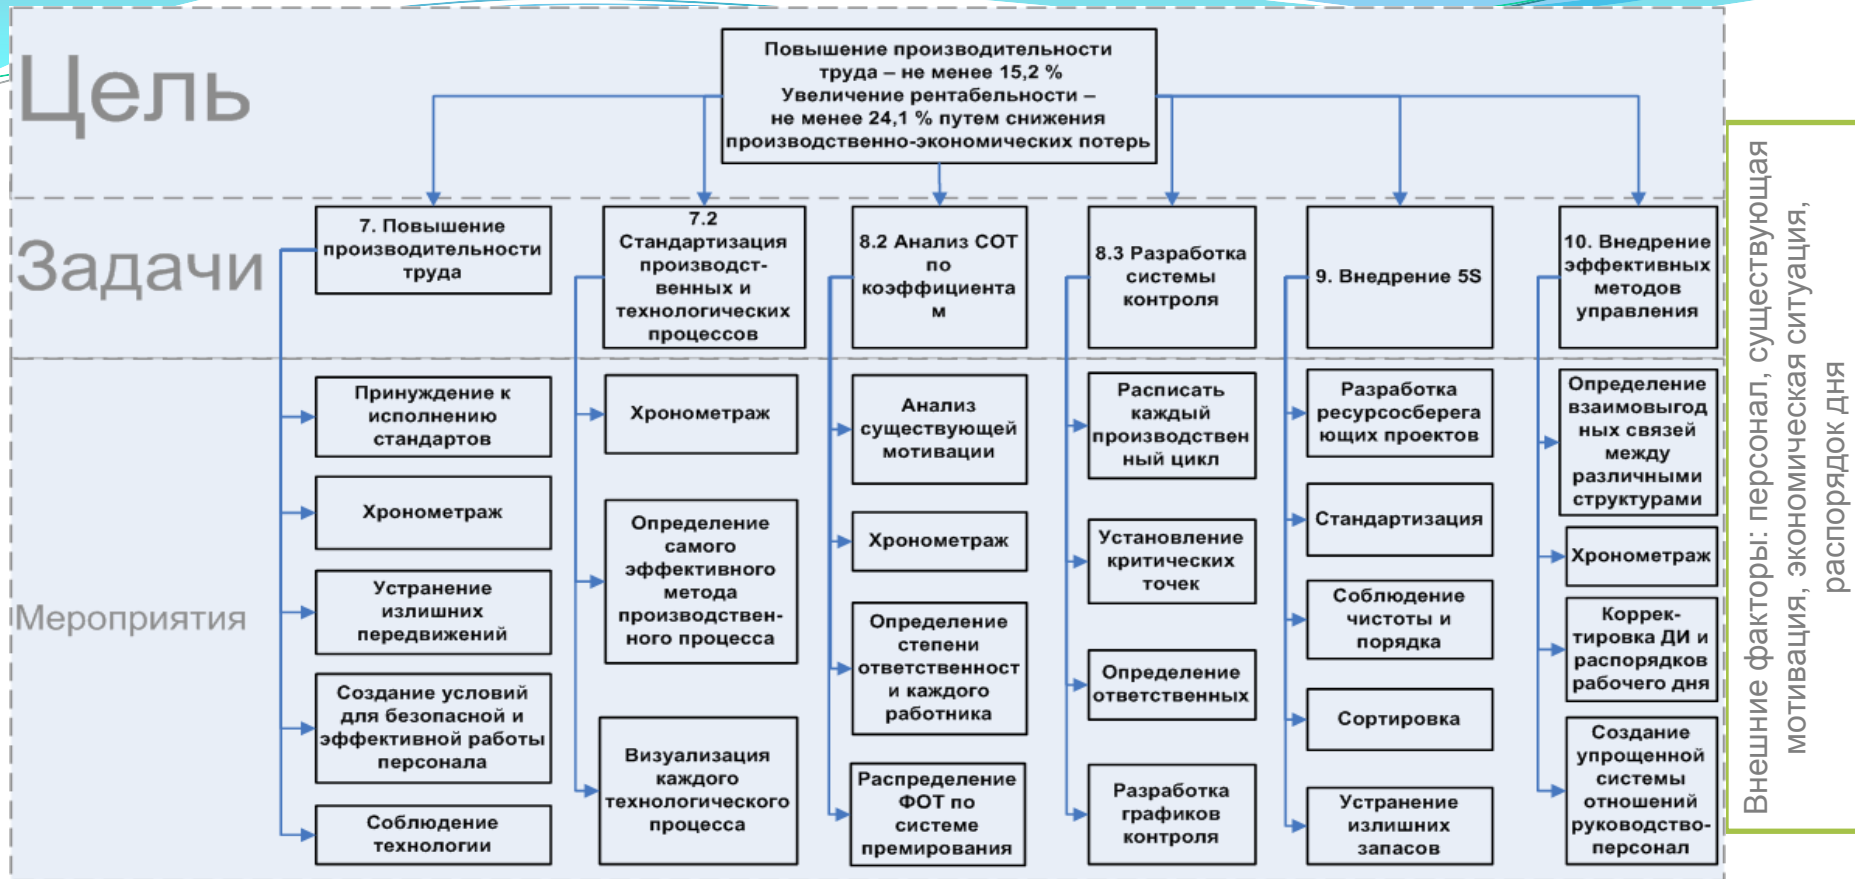 Цель
Повышение производительности
труда – не менее 15,2 %
Увеличение рентабельности –
не менее 24,1 % путем снижения
производственно-экономических потерь
Задачи
7. Повышение
производительности
труда
7.2
Стандартизация
производст-
венных и
технологических
процессов
8.2 Анализ СОТ
по
коэффициента
м
8.3 Разработка
системы
контроля
9. Внедрение 5S
10. Внедрение
эффективных
методов
управления
Мероприятия
Принуждение к
исполнению
стандартов
Хронометраж
Устранение
излишних
передвижений
Создание условий
для безопасной и
эффективной работы
персонала
Соблюдение
технологии
Хронометраж
Определение
самого
эффективного
метода
производствен-
ного процесса
Визуализация
каждого
технологического
процесса
Анализ
существующей
мотивации
Хронометраж
Определение
степени
ответственност
и каждого
работника
Распределение
ФОТ по
системе
премирования
Расписать
каждый
производствен
ный цикл
Установление
критических
точек
Определение
ответственных
Разработка
графиков
контроля
Разработка
ресурсосберега
ющих проектов
Стандартизация
Соблюдение
чистоты и
порядка
Сортировка
Устранение
излишних
запасов
Определение
взаимовыгод
ных связей
между
различными
структурами
Хронометраж
Коррек-
тировка ДИ и
распорядков
рабочего дня
Создание
упрощенной
системы
отношений
руководство-
персонал
Внешние факторы: персонал, существующая
мотивация, экономическая ситуация,
распорядок дня